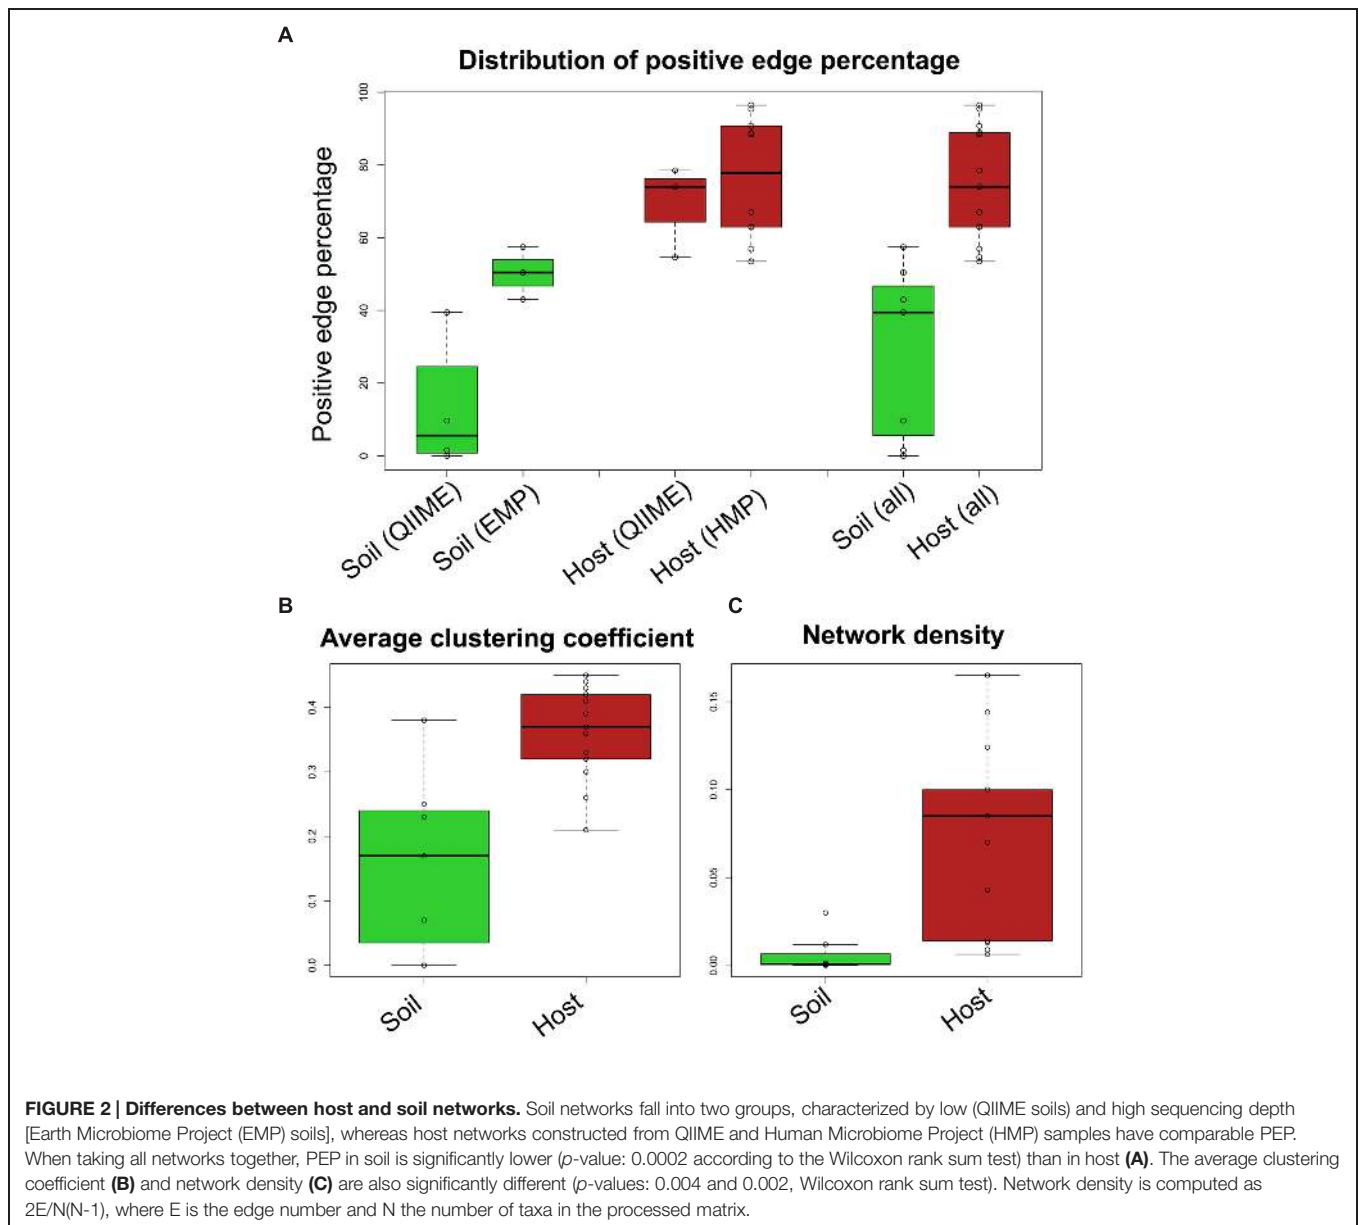 A
Distribution of positive edge percentage
Positive edge percentage
100
80
60
40
20
0
Soil (QIIME)
Soil (EMP)
Host (QIIME)
Host (HMP)
Soil (all)
Host (all)
B
Average clustering coefficient
0.4
0.3
0.2
0.1
0.0
Soil
Host
C
Network density
0.15
0.10
0.05
0.00
Soil
Host
FIGURE 2 | Differences between host and soil networks. Soil networks fall into two groups, characterized by low (QIIME soils) and high sequencing depth
[Earth Microbiome Project (EMP) soils], whereas host networks constructed from QIIME and Human Microbiome Project (HMP) samples have comparable PEP.
When taking all networks together, PEP in soil is significantly lower (p-value: 0.0002 according to the Wilcoxon rank sum test) than in host (A). The average clustering
coefficient (B) and network density (C) are also significantly different (p-values: 0.004 and 0.002, Wilcoxon rank sum test). Network density is computed as
2E/N(N-1), where E is the edge number and N the number of taxa in the processed matrix.